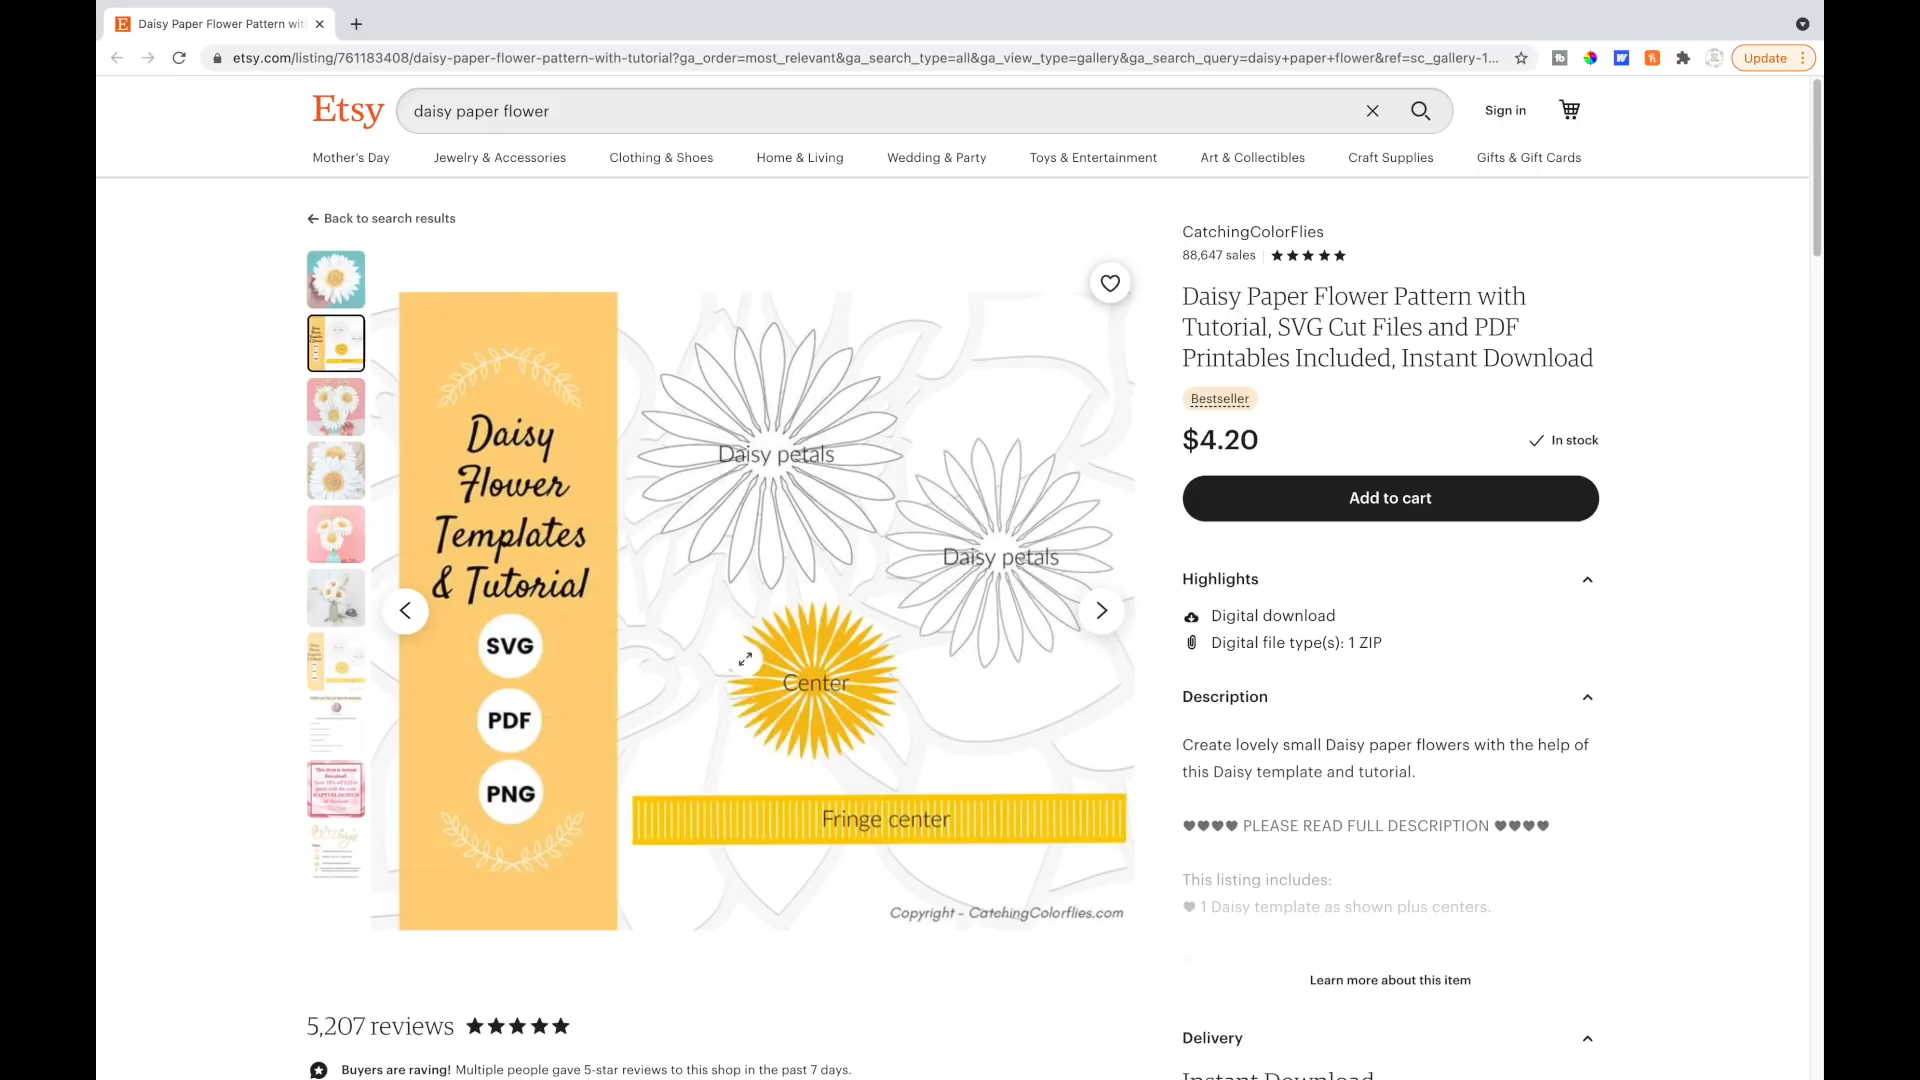 Daisy Paper Flower Pattern wit
etsy.com/listing/761183408/daisy-paper-flower-pattern-with-tutorial?ga_order=most_relevant&ga_search_type=all&ga_view_type=gallery&ga_search_query=daisy+paper+flower&ref=sc_gallery-1...
Update
Etsy
daisy paper flower
Sign in
Mother's Day
Jewelry & Accessories
Clothing & Shoes
Home & Living
Wedding & Party
Toys & Entertainment
Art & Collectibles
Craft Supplies
Gifts & Gift Cards
Back to search results
Daisy
Flower
Templates
& Tutorial
SVG
PDF
PNG
Daisy petals
Daisy petals
Center
Fringe center
Copyright - CatchingColorflies.com
CatchingColorFlies
88,647 sales
Daisy Paper Flower Pattern with
Tutorial, SVG Cut Files and PDF
Printables Included, Instant Download
Bestseller
$4.20
In stock
Add to cart
Highlights
Digital download
Digital file type(s): 1 ZIP
Description
Create lovely small Daisy paper flowers with the help of
this Daisy template and tutorial.
♥♥♥♥ PLEASE READ FULL DESCRIPTION ♥♥♥♥
This listing includes:
♥ 1 Daisy template as shown plus centers.
Learn more about this item
5,207 reviews
Buyers are raving! Multiple people gave 5-star reviews to this shop in the past 7 days.
Delivery
Instant Download